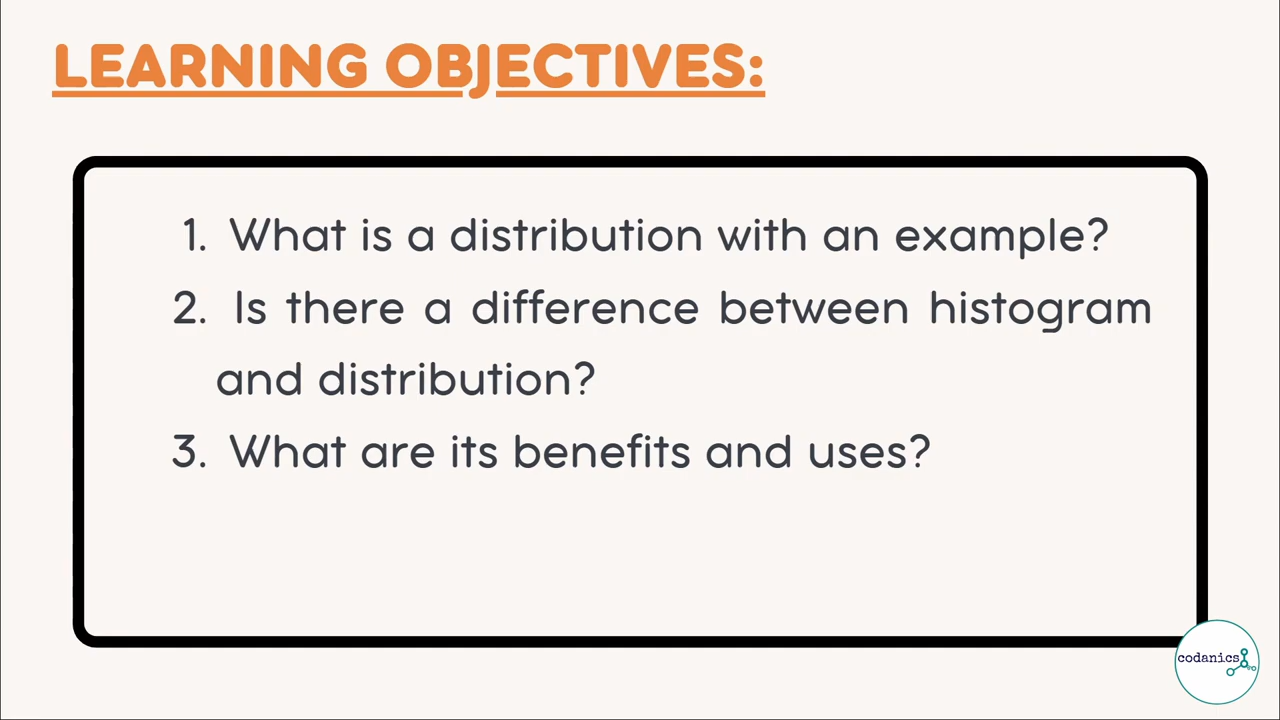 LEARNING OBJECTIVES:
1. What is a distribution with an example?
2. Is there a difference between histogram
and distribution?
3. What are its benefits and uses?
codanics